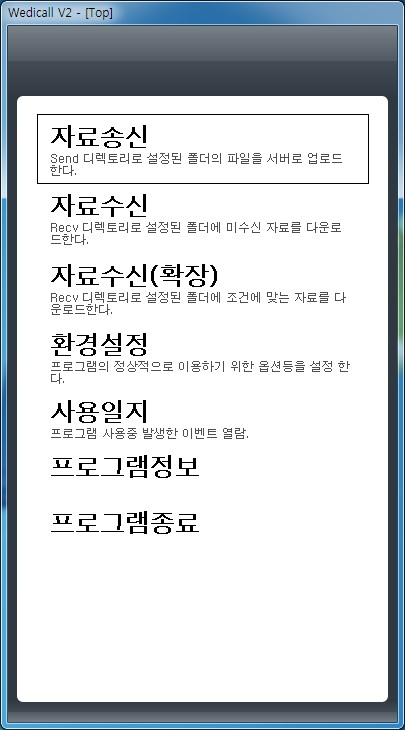 Wedicall V2 - [Top]
자료송신
Send 디렉토리로 설정된 폴더의 파일을 서버로 업로드
한다.
자료수신
Recv 디렉토리로 설정된 폴더에 미수신 자료를 다운로
드한다.
자료수신(확장)
Recv 디렉토리로 설정된 폴더에 조건에 맞는 자료를 다
운로드한다.
환경설정
프로그램의 정상적으로 이용하기 위한 옵션등을 설정 한
다.
사용일지
프로그램 사용중 발생한 이벤트 열람.
프로그램정보
프로그램종료